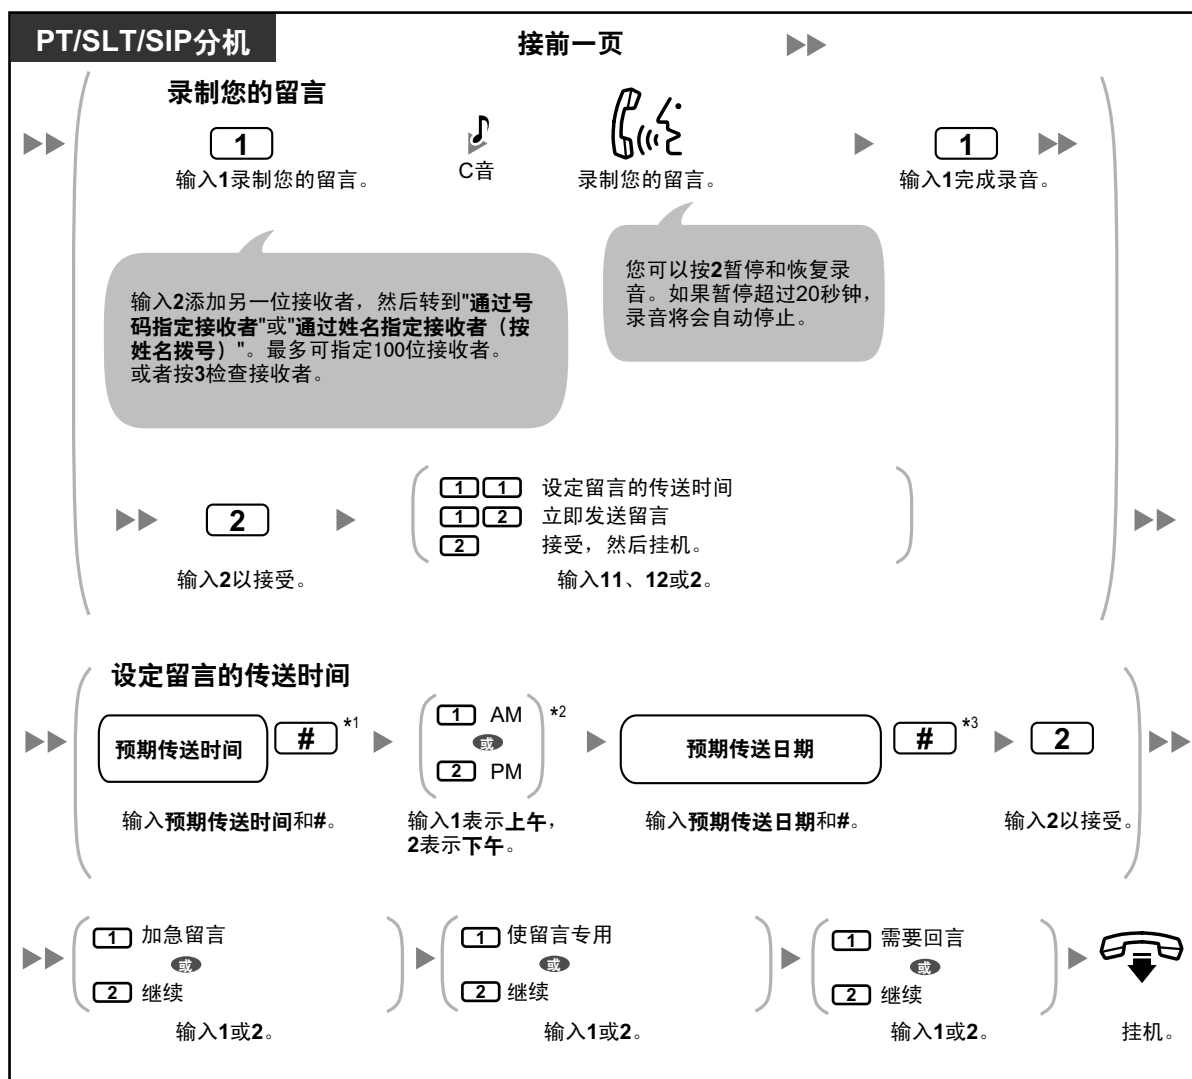 PT/SLT/SIP分机
接前一页
录制您的留言
1
C音
1
输入1录制您的留言。
录制您的留言。
输入1完成录音。
输入2添加另一位接收者，然后转到"通过号
码指定接收者"或"通过姓名指定接收者（按
姓名拨号）"。最多可指定100位接收者。
或者按3检查接收者。
您可以按2暂停和恢复录
音。如果暂停超过20秒钟，
录音将会自动停止。
2
输入2以接受。
1 1 设定留言的传送时间
1 2 立即发送留言
2 接受，然后挂机。
输入11、12或2。
设定留言的传送时间
预期传送时间 # *1
输入预期传送时间和#。
1 AM *2
或
2 PM
输入1表示上午，
2表示下午。
预期传送日期 # *3
输入预期传送日期和#。
2
输入2以接受。
1 加急留言
或
2 继续
输入1或2。
1 使留言专用
或
2 继续
输入1或2。
1 需要回言
或
2 继续
输入1或2。
挂机。